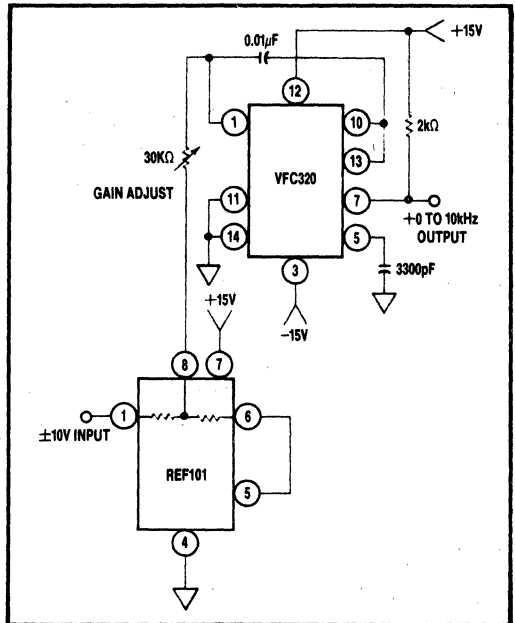 0.01µF
+15V
12
1
10
2kΩ
30KΩ
VFC320
13
GAIN ADJUST
11
7
+0 TO 10kHz
OUTPUT
14
5
3
3300pF
+15V
−15V
8
7
1
6
±10V INPUT
REF101
5
4